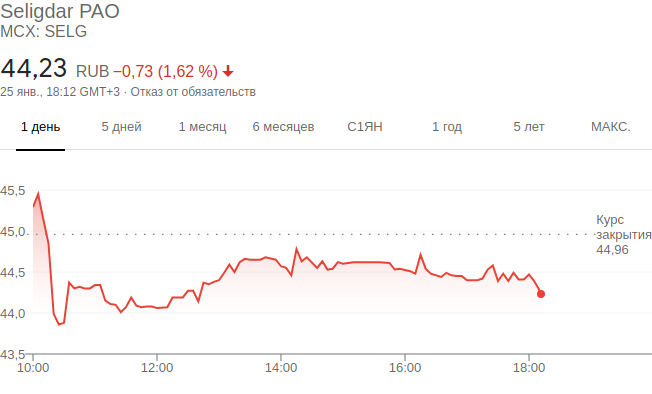 Seligdar PAO
MCX: SELG
44,23 RUB −0,73 (1,62 %)
25 янв., 18:12 GMT+3 · Отказ от обязательств
1 день 5 дней 1 месяц 6 месяцев С1ЯН 1 год 5 лет МАКС.
45,5
45,0
44,5
44,0
43,5
Курс
закрытия
44,96
10:00 12:00 14:00 16:00 18:00